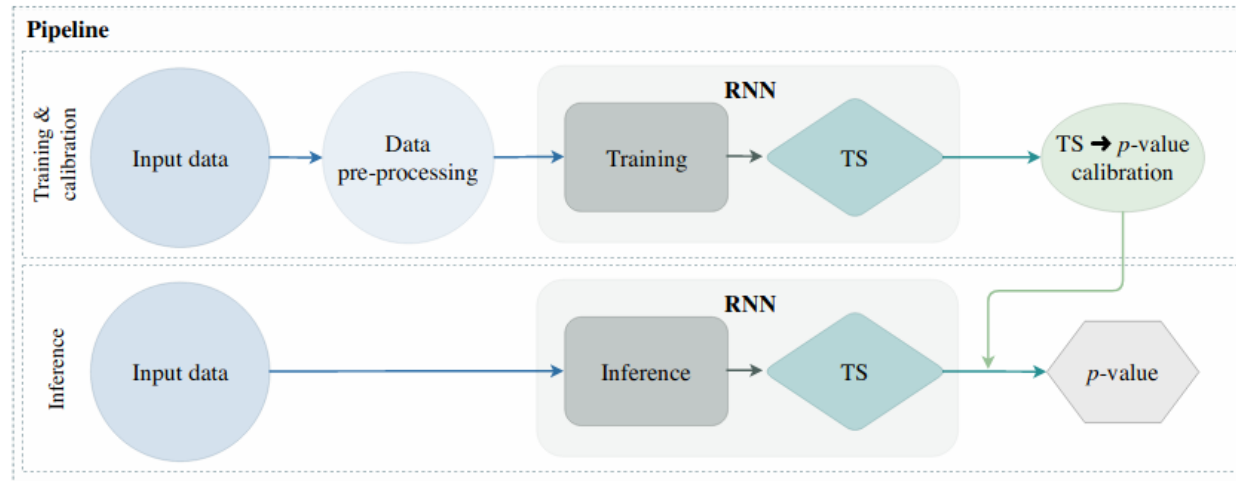 Pipeline
Training &
calibration
Input data
Data
pre-processing
RNN
Training
TS
TS ➔ p-value
calibration
Inference
Input data
RNN
Inference
TS
p-value